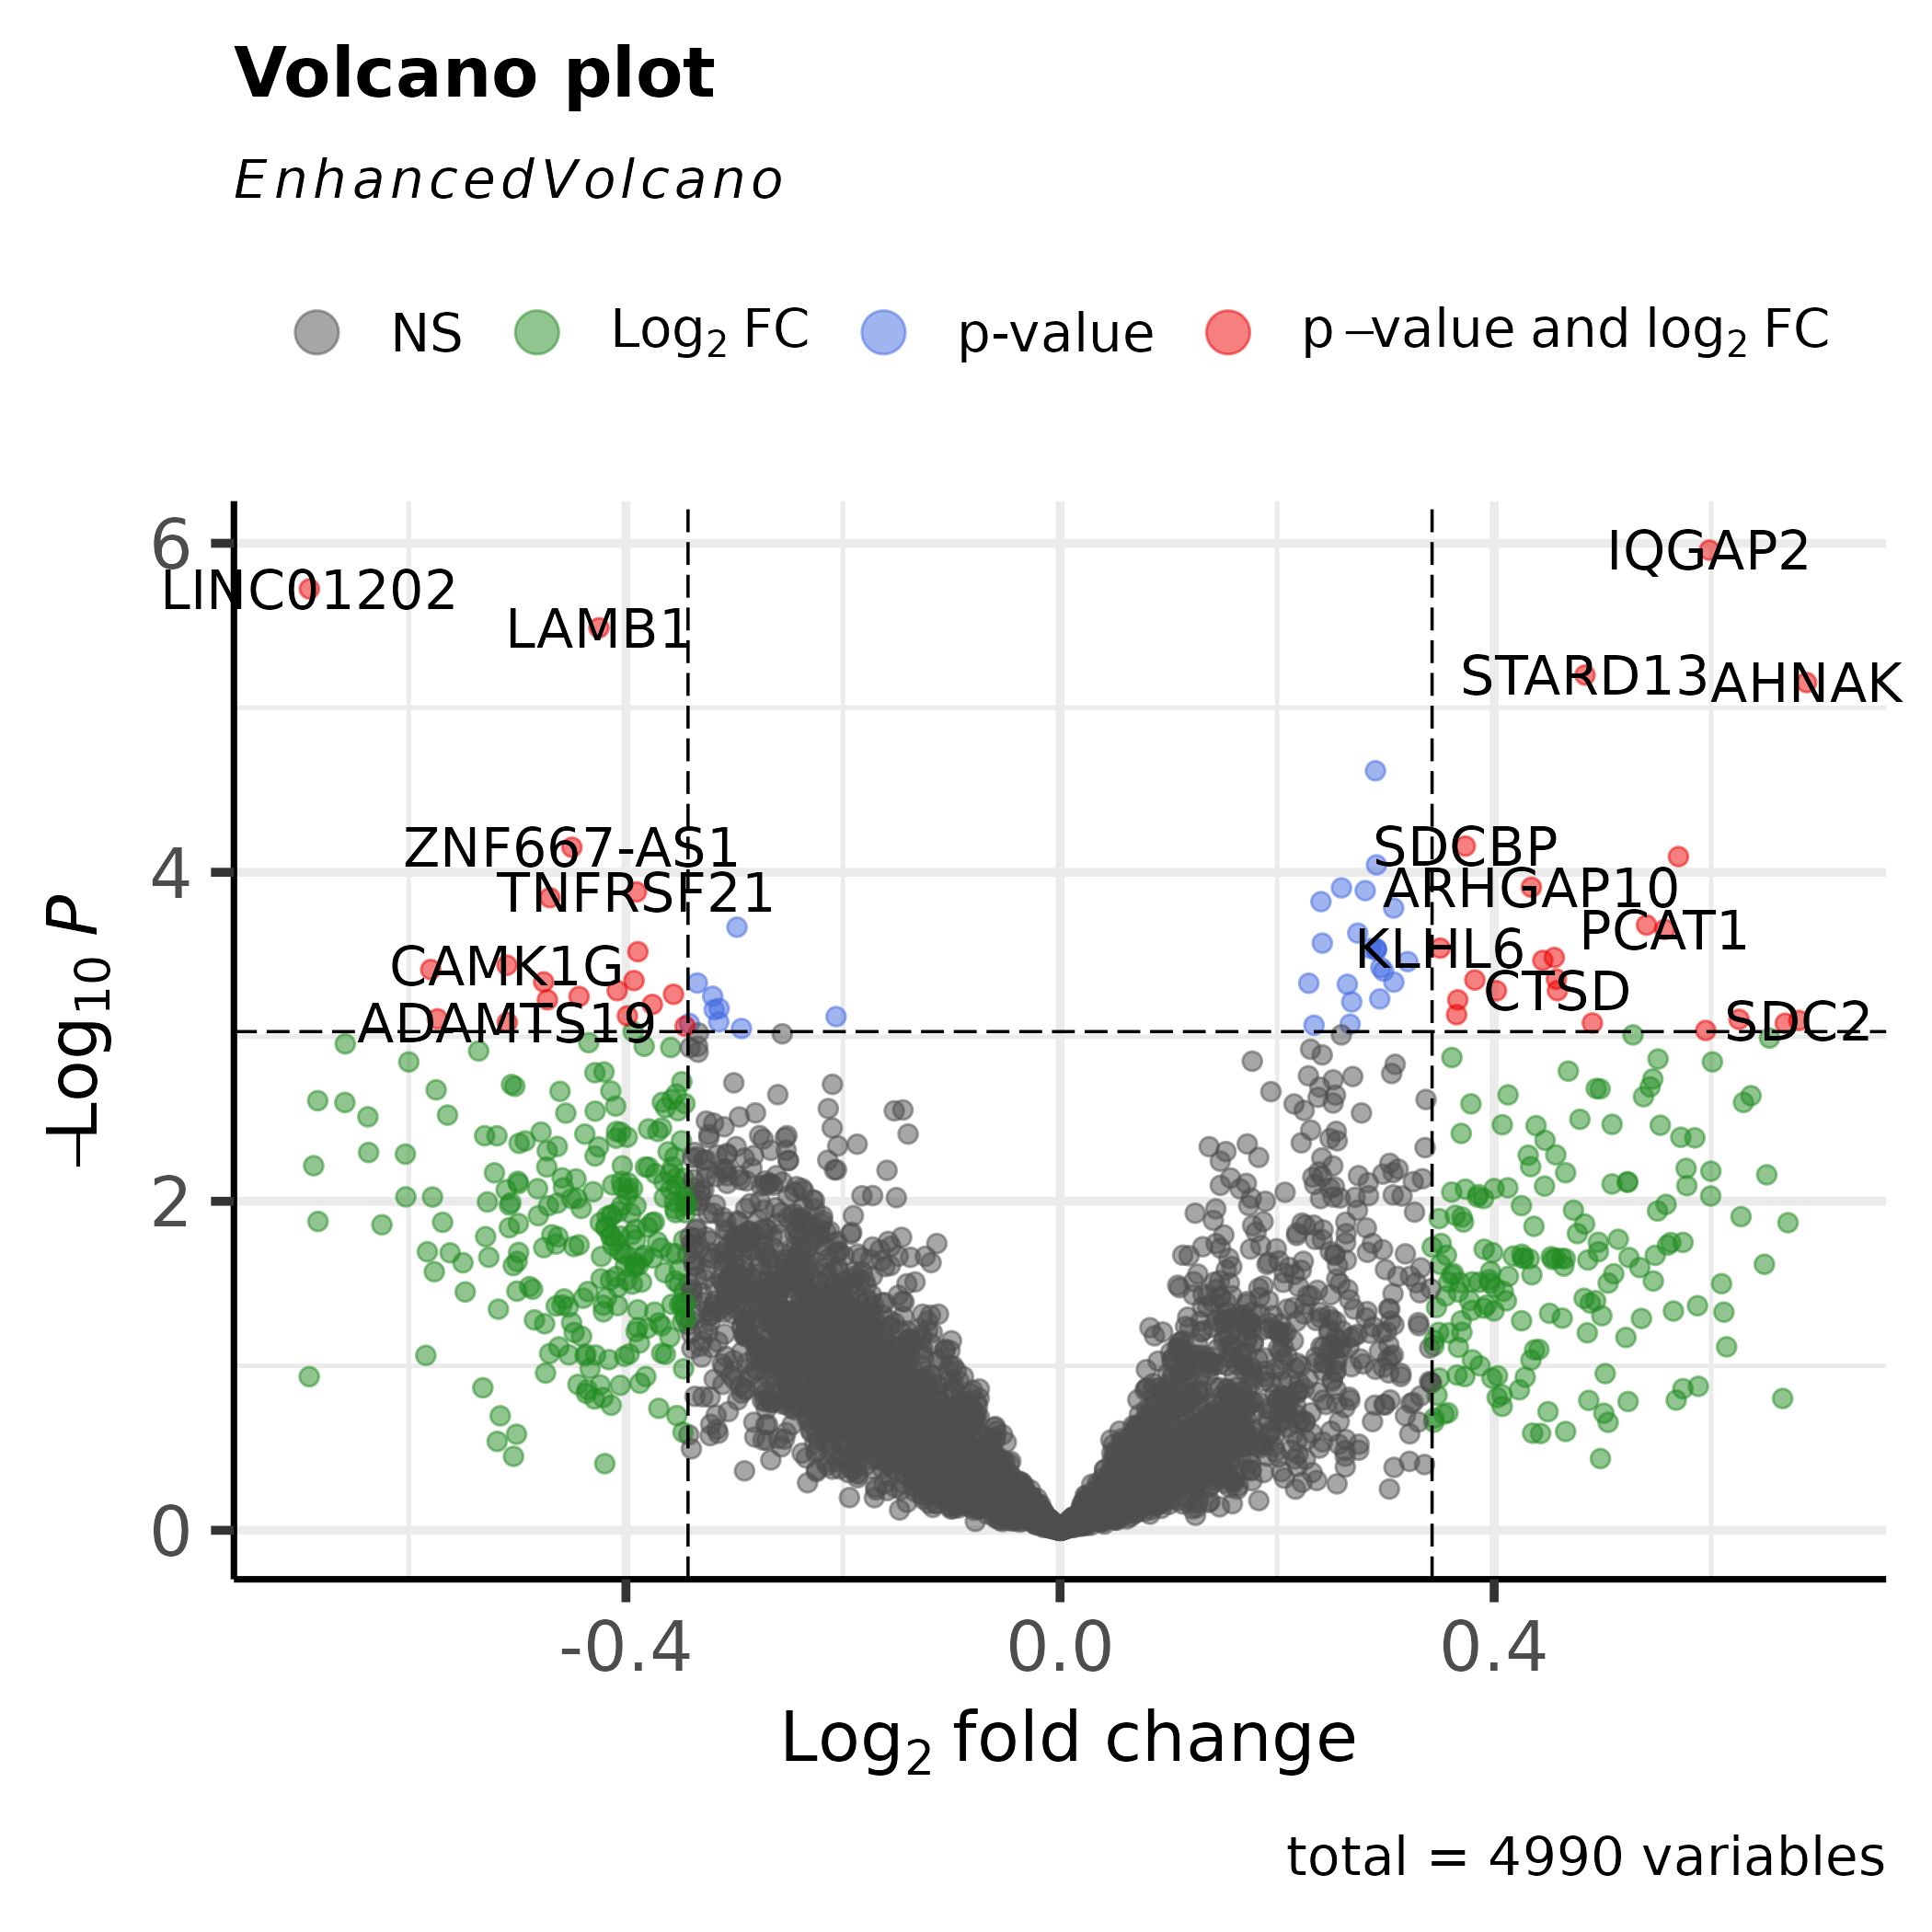 Volcano plot
EnhancedVolcano
NS Log₂ FC p-value p−value and log₂ FC
−Log₁₀ P
6
4
2
0
LINC01202
LAMB1
IQGAP2
STARD13
AHNAK
ZNF667-AS1
TNFRSF21
CAMK1G
ADAMTS19
SDCBP
ARHGAP10
PCAT1
KLHL6
CTSD
SDC2
-0.4 0.0 0.4
Log₂ fold change
total = 4990 variables